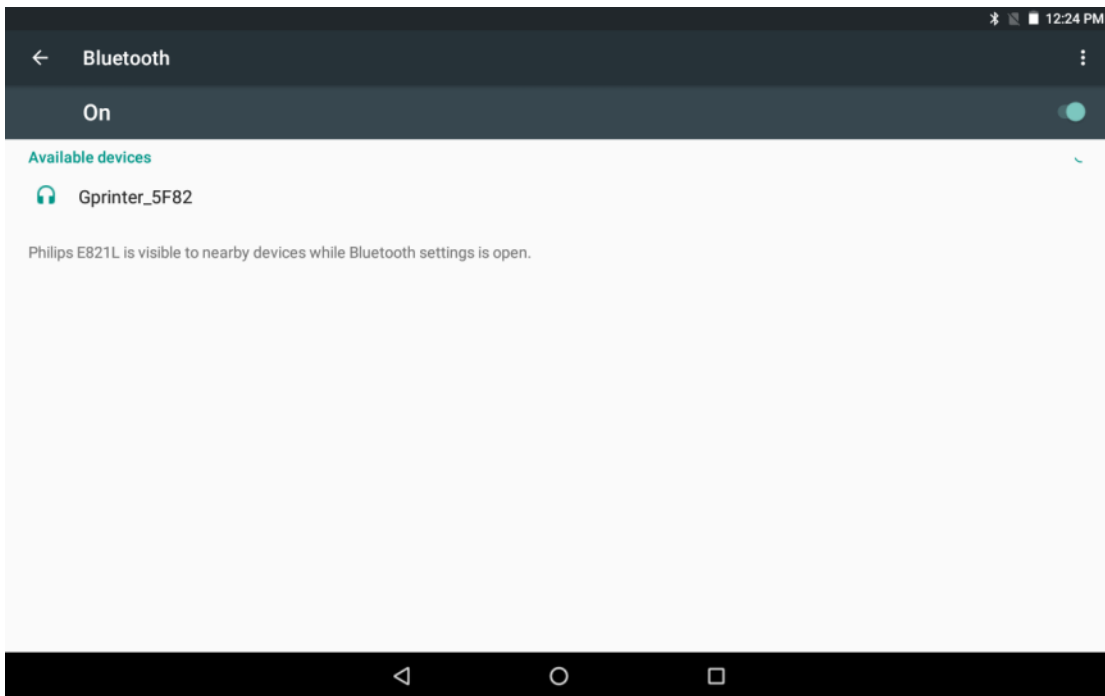 12:24 PM
Bluetooth
On
Available devices
Gprinter_5F82
Philips E821L is visible to nearby devices while Bluetooth settings is open.